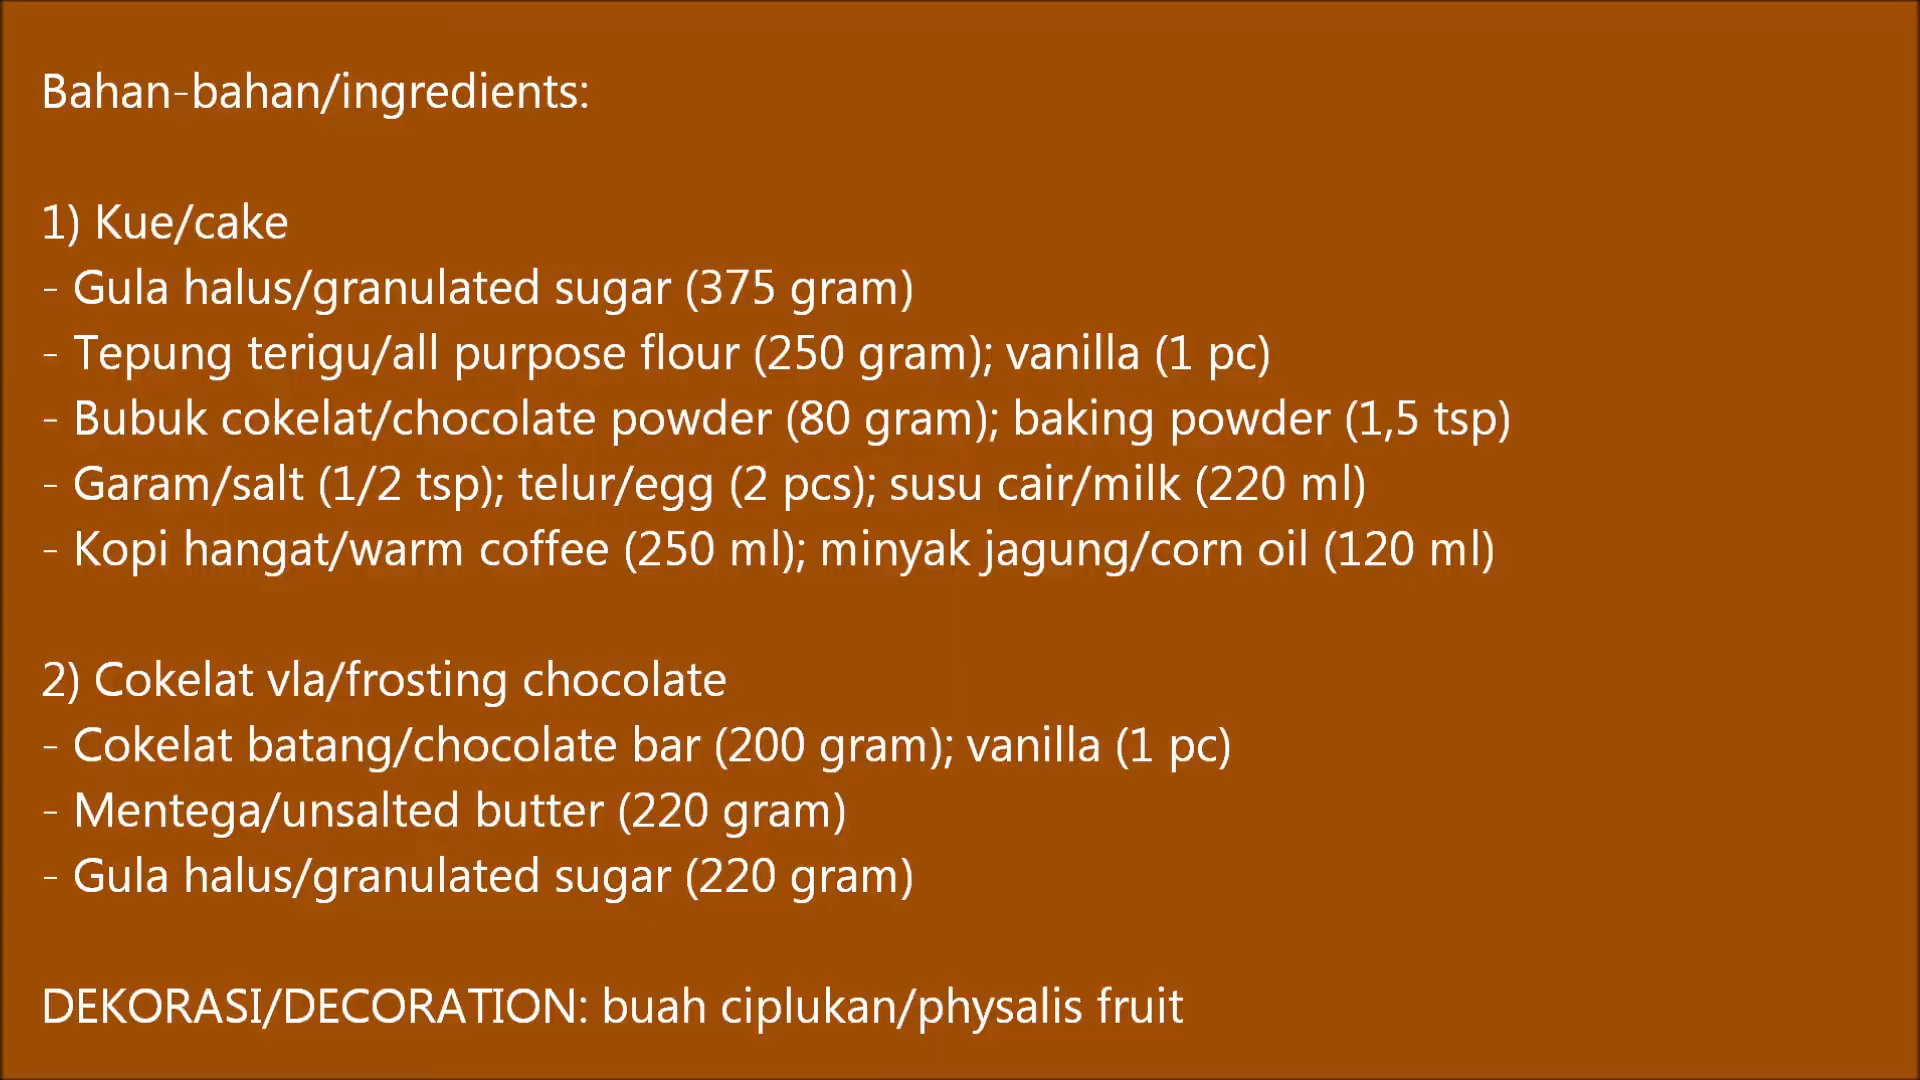 Bahan-bahan/ingredients:
1) Kue/cake
- Gula halus/granulated sugar (375 gram)
- Tepung terigu/all purpose flour (250 gram); vanilla (1 pc)
- Bubuk cokelat/chocolate powder (80 gram); baking powder (1,5 tsp)
- Garam/salt (1/2 tsp); telur/egg (2 pcs); susu cair/milk (220 ml)
- Kopi hangat/warm coffee (250 ml); minyak jagung/corn oil (120 ml)
2) Cokelat vla/frosting chocolate
- Cokelat batang/chocolate bar (200 gram); vanilla (1 pc)
- Mentega/unsalted butter (220 gram)
- Gula halus/granulated sugar (220 gram)
DEKORASI/DECORATION: buah ciplukan/physalis fruit